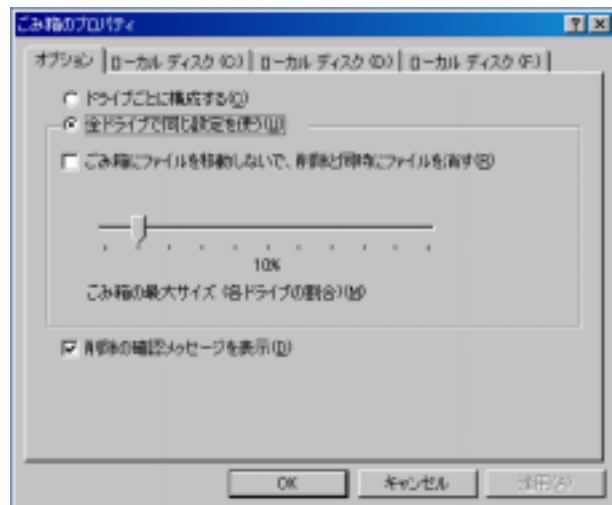 ごみ箱のプロパティ
オプション ローカル ディスク (C) ローカル ディスク (D) ローカル ディスク (F)
ドライブごとに構成する(C)
全ドライブで同じ設定を使う(U)
ごみ箱にファイルを移動しないで、削除と同時にファイルを消す(R)
10%
ごみ箱の最大サイズ (各ドライブの割合)(M)
削除の確認メッセージを表示(D)
OK キャンセル 適用(A)